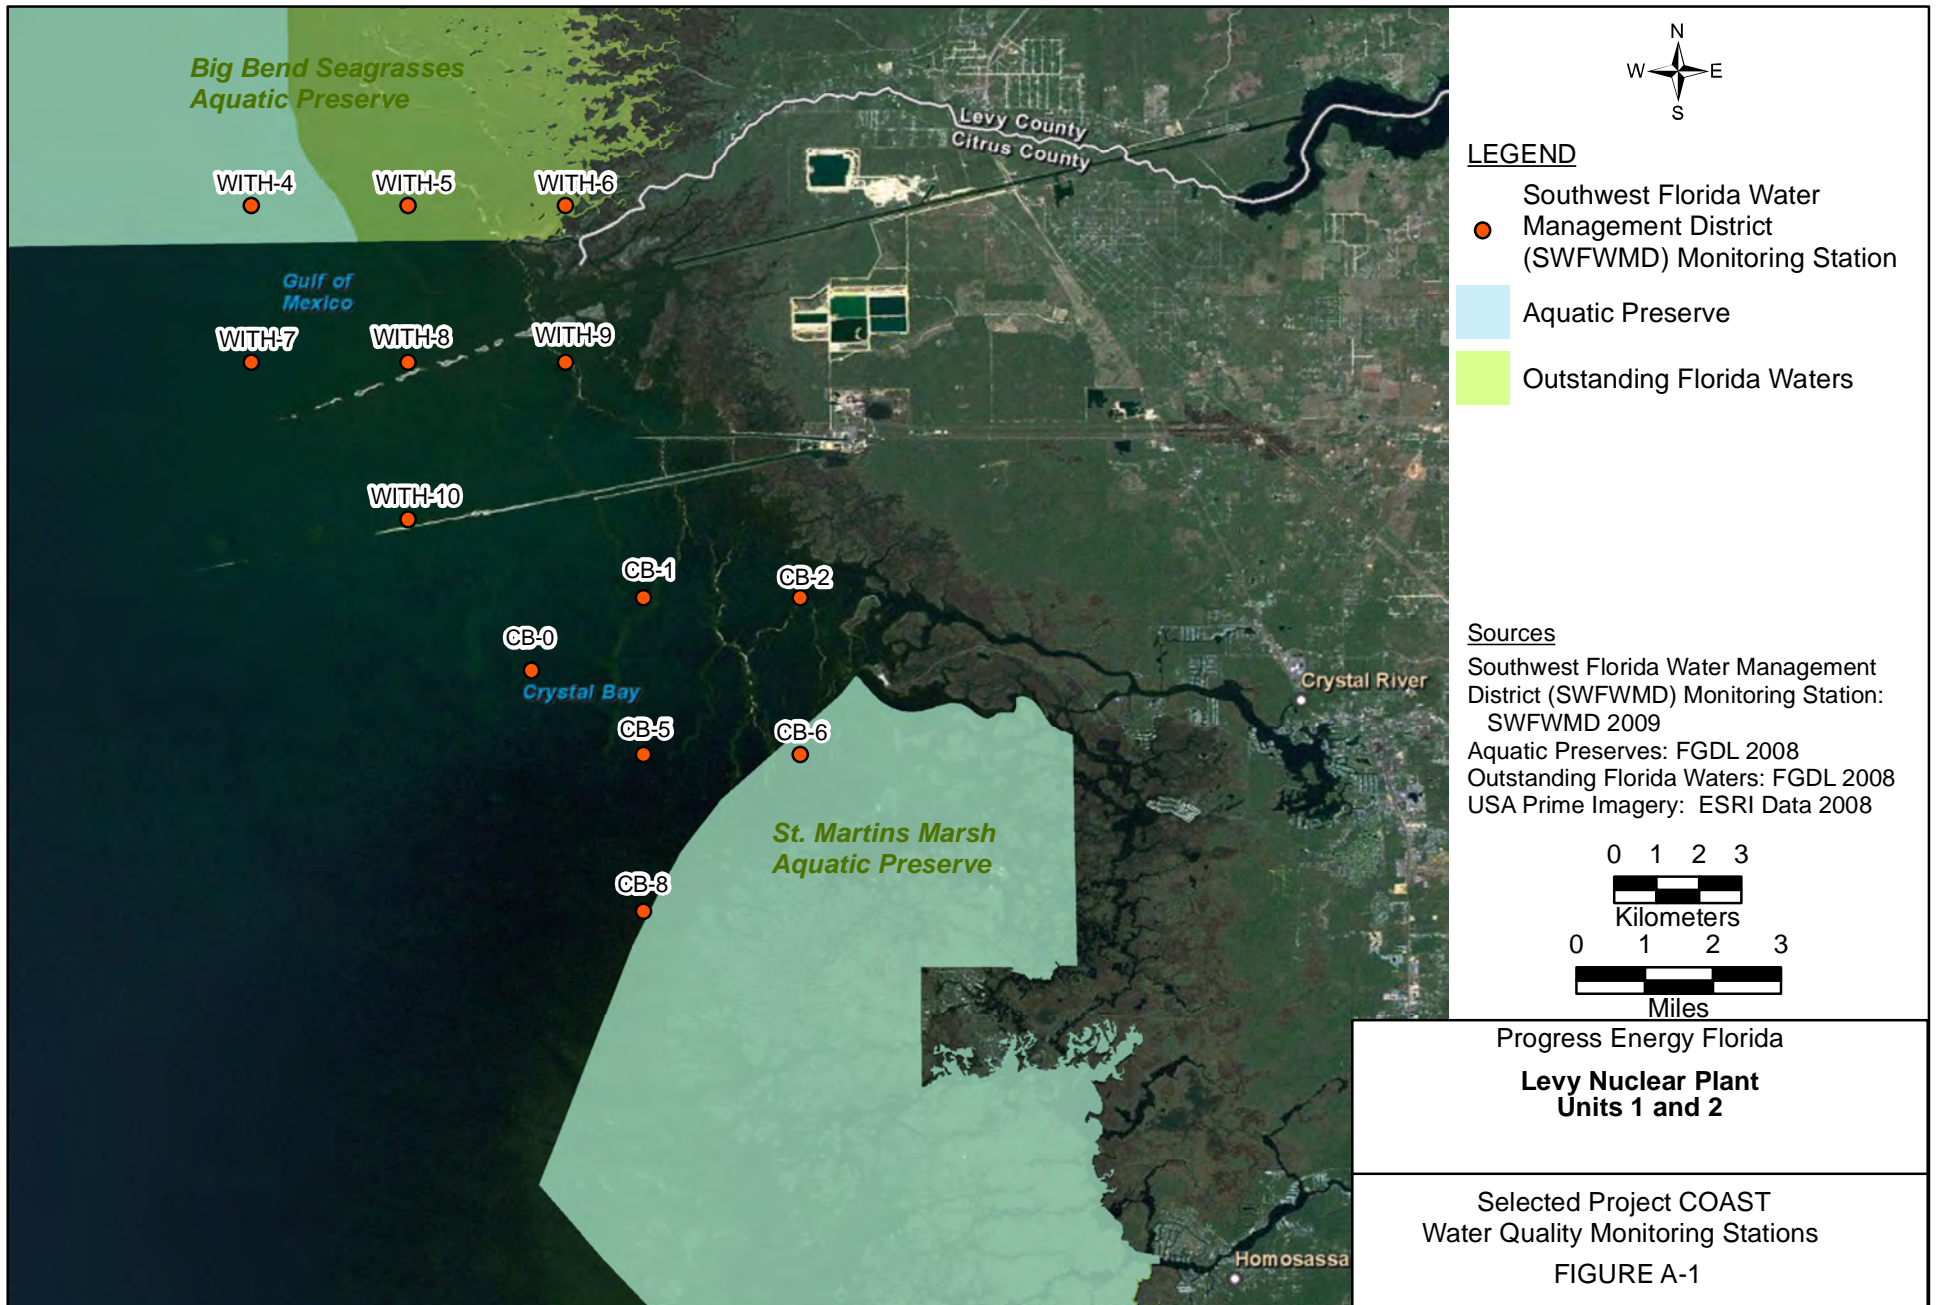 Big Bend Seagrasses
Aquatic Preserve
WITH-4
WITH-5
WITH-6
Levy County
Citrus County
Gulf of
Mexico
WITH-7
WITH-8
WITH-9
WITH-10
CB-1
CB-2
CB-0
Crystal Bay
Crystal River
CB-5
CB-6
St. Martins Marsh
Aquatic Preserve
CB-8
Homosassa
N
W E
S
LEGEND
Southwest Florida Water
Management District
(SWFWMD) Monitoring Station
Aquatic Preserve
Outstanding Florida Waters
Sources
Southwest Florida Water Management
District (SWFWMD) Monitoring Station:
SWFWMD 2009
Aquatic Preserves: FGDL 2008
Outstanding Florida Waters: FGDL 2008
USA Prime Imagery: ESRI Data 2008
0 1 2 3
Kilometers
0 1 2 3
Miles
Progress Energy Florida
Levy Nuclear Plant
Units 1 and 2
Selected Project COAST
Water Quality Monitoring Stations
FIGURE A-1